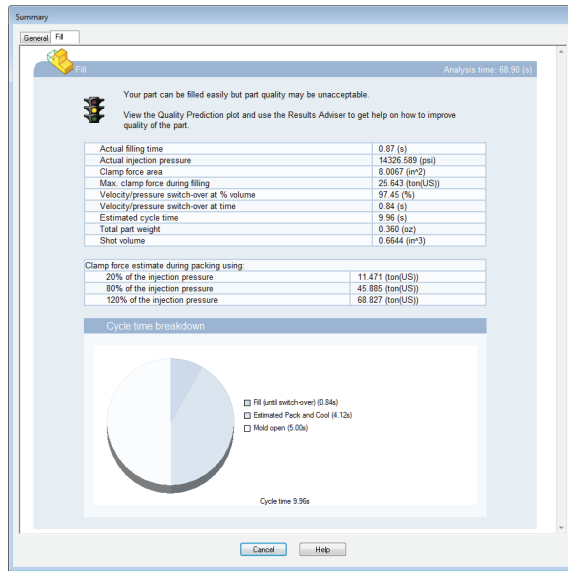 Summary
General
Fill
Fill
Analysis time: 68.90 (s)
Your part can be filled easily but part quality may be unacceptable.
View the Quality Prediction plot and use the Results Adviser to get help on how to improve
quality of the part.
Actual filling time 0.87 (s)
Actual injection pressure 14326.589 (psi)
Clamp force area 8.0067 (in^2)
Max. clamp force during filling 25.643 (ton(US))
Velocity/pressure switch-over at % volume 97.45 (%)
Velocity/pressure switch-over at time 0.84 (s)
Estimated cycle time 9.96 (s)
Total part weight 0.360 (oz)
Shot volume 0.6644 (in^3)
Clamp force estimate during packing using:
20% of the injection pressure 11.471 (ton(US))
80% of the injection pressure 45.885 (ton(US))
120% of the injection pressure 68.827 (ton(US))
Cycle time breakdown
Fill (until switch-over) (0.84s)
Estimated Pack and Cool (4.12s)
Mold open (5.00s)
Cycle time 9.96s
Cancel
Help